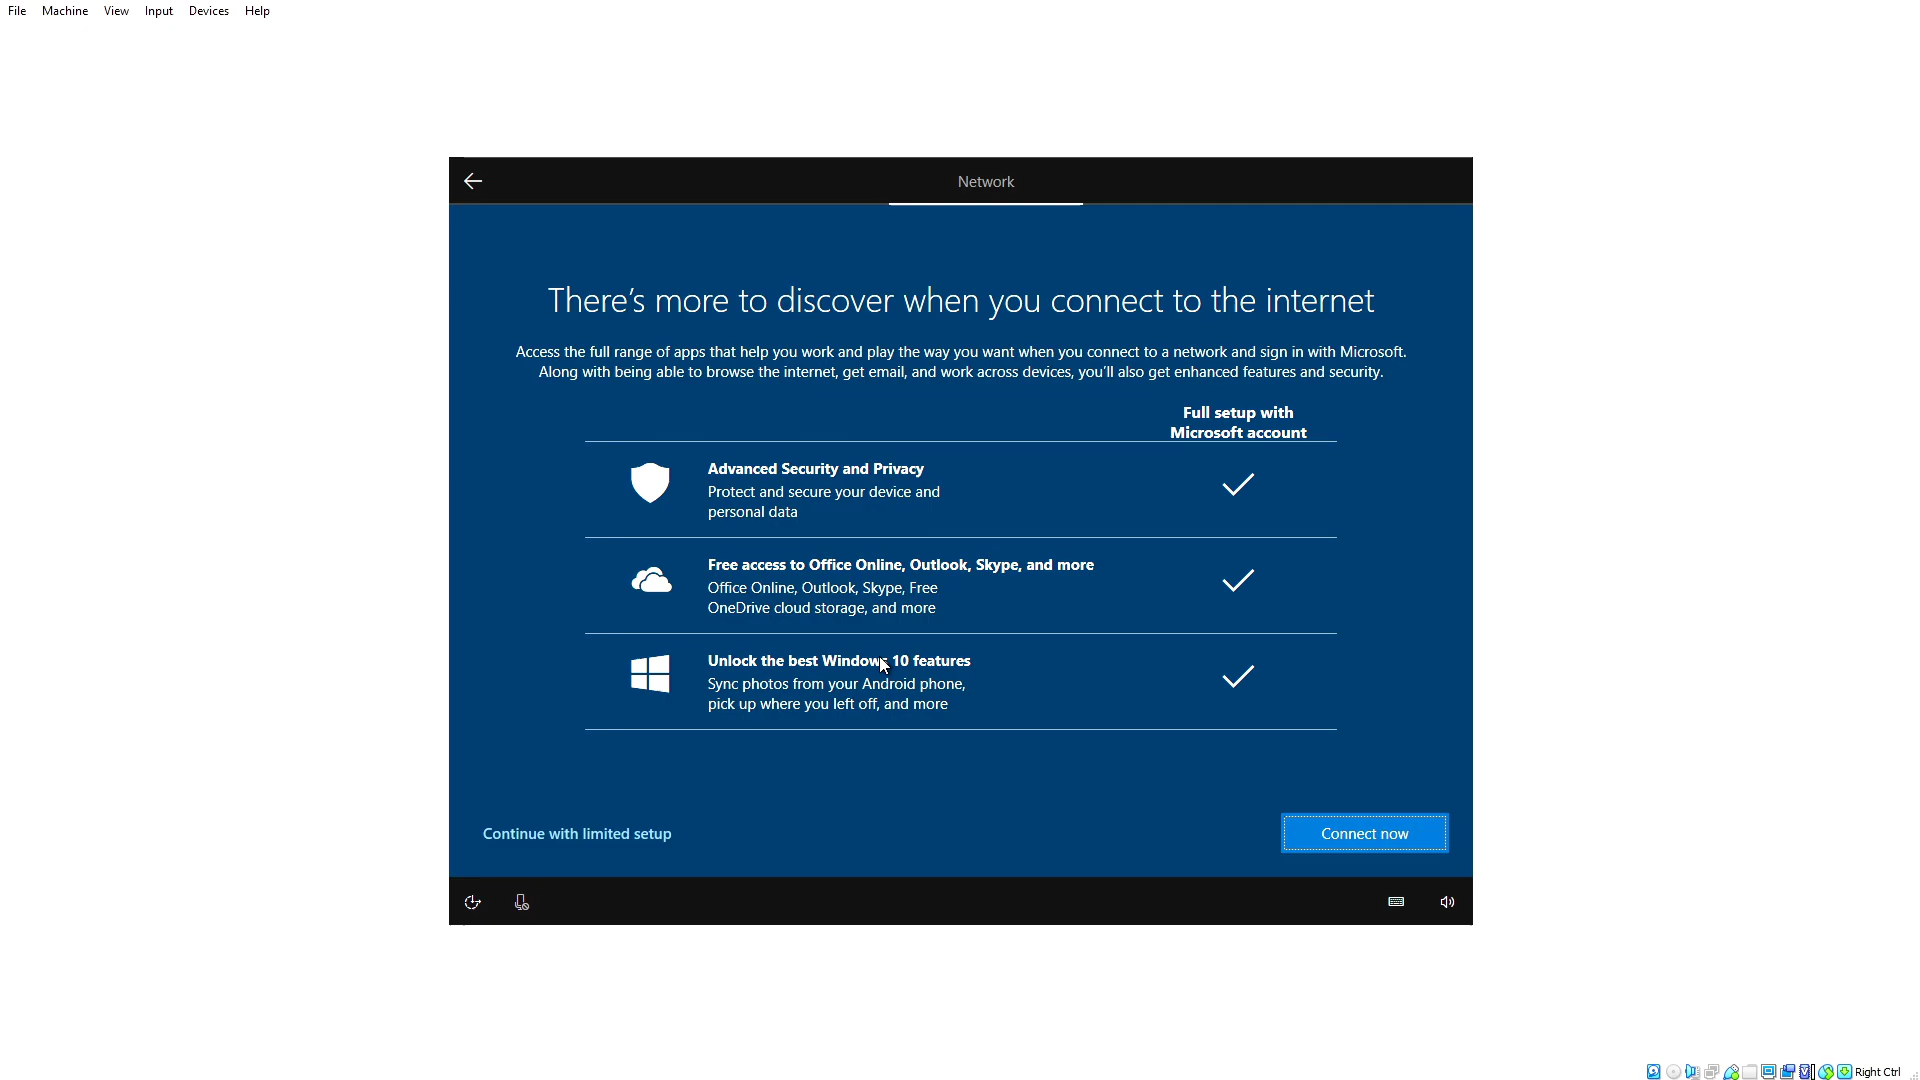 File Machine View Input Devices Help
Network
There's more to discover when you connect to the internet
Access the full range of apps that help you work and play the way you want when you connect to a network and sign in with Microsoft.
Along with being able to browse the internet, get email, and work across devices, you'll also get enhanced features and security.
Full setup with
Microsoft account
Advanced Security and Privacy
Protect and secure your device and
personal data
Free access to Office Online, Outlook, Skype, and more
Office Online, Outlook, Skype, Free
OneDrive cloud storage, and more
Unlock the best Windows 10 features
Sync photos from your Android phone,
pick up where you left off, and more
Continue with limited setup
Connect now
Right Ctrl